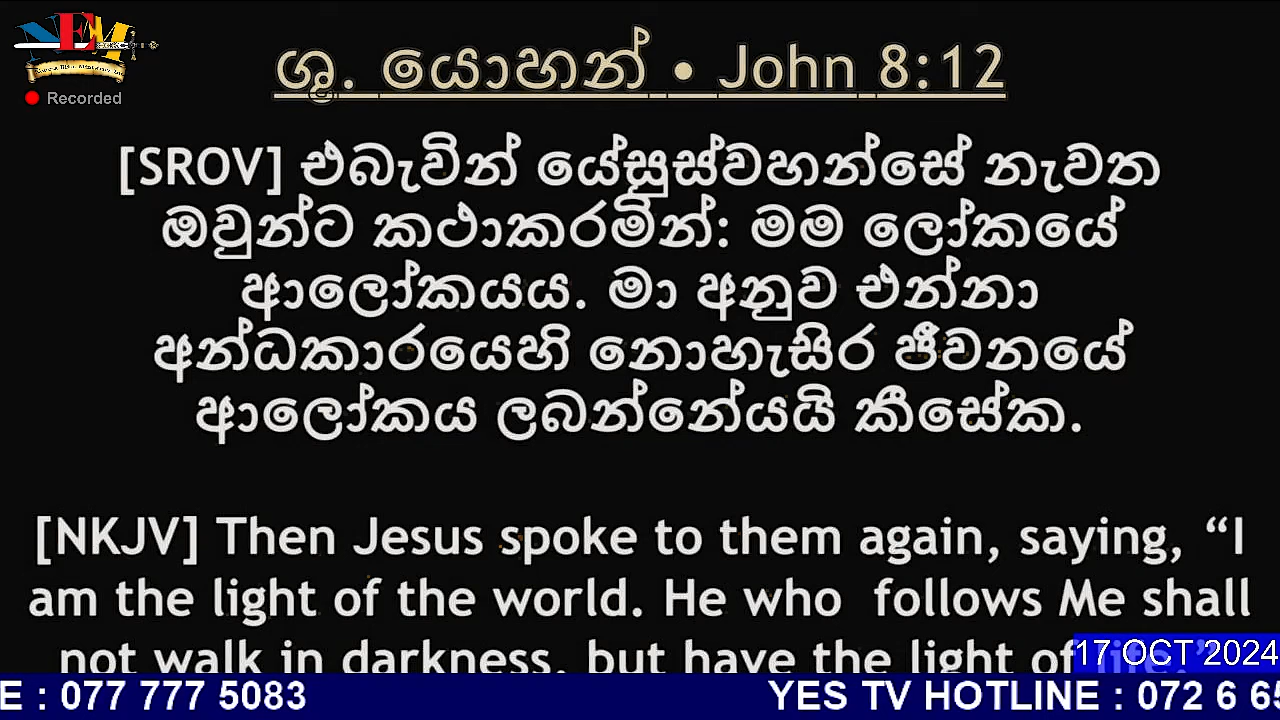 NEM
Recorded
ශු. යොහන් • John 8:12
[SROV] එබැවින් යේසුස්වහන්සේ නැවත
ඔවුන්ට කථාකරමින්: මම ලෝකයේ
ආලෝකයය. මා අනුව එන්නා
අන්ධකාරයෙහි නොහැසිර ජීවනයේ
ආලෝකය ලබන්නේයයි කීසේක.
[NKJV] Then Jesus spoke to them again, saying, “I
am the light of the world. He who follows Me shall
not walk in darkness, but have the light of life.”
17 OCT 2024
E : 077 777 5083 YES TV HOTLINE : 072 6 65